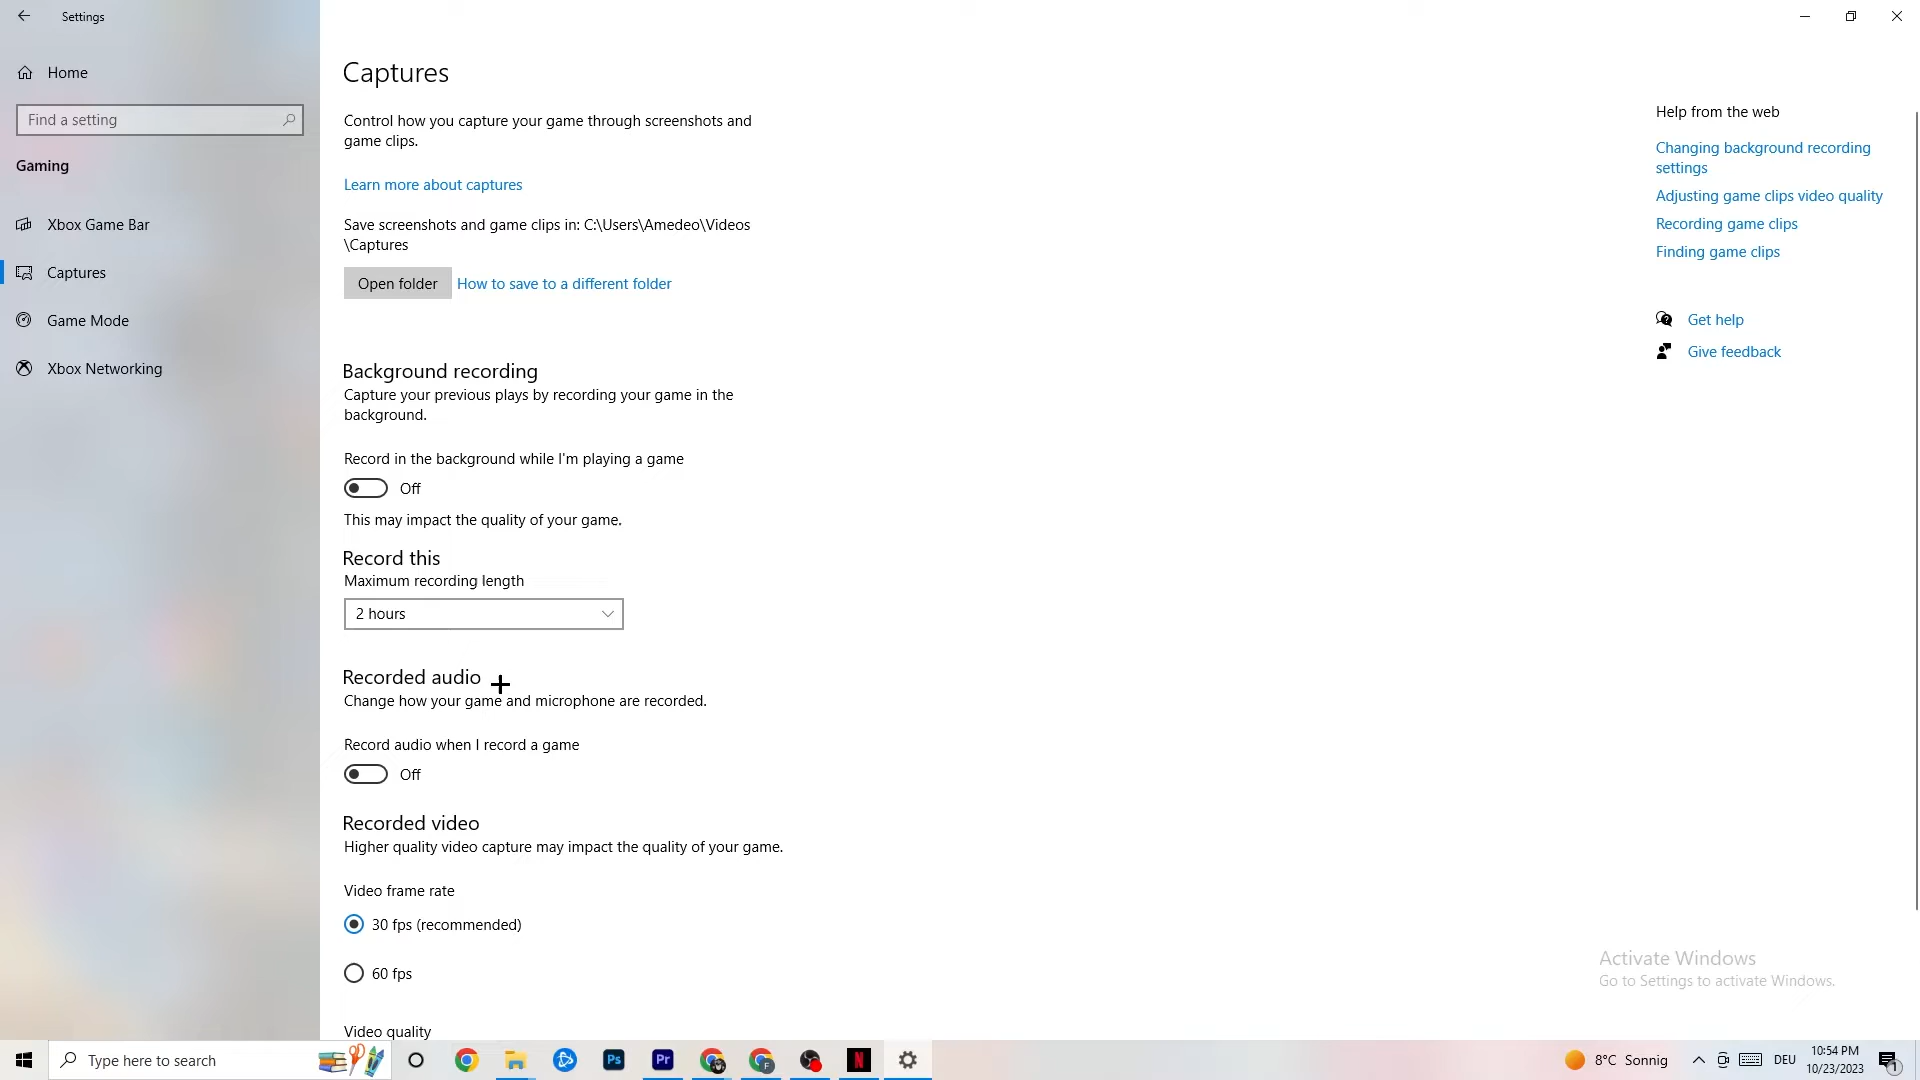 Settings
Home
Find a setting
Gaming
Xbox Game Bar
Captures
Game Mode
Xbox Networking
Captures
Control how you capture your game through screenshots and
game clips.
Learn more about captures
Save screenshots and game clips in: C:\Users\Amedeo\Videos
\Captures
Open folder
How to save to a different folder
Background recording
Capture your previous plays by recording your game in the
background.
Record in the background while I'm playing a game
Off
This may impact the quality of your game.
Record this
Maximum recording length
2 hours
Recorded audio
Change how your game and microphone are recorded.
Record audio when I record a game
Off
Recorded video
Higher quality video capture may impact the quality of your game.
Video frame rate
30 fps (recommended)
60 fps
Video quality
Help from the web
Changing background recording
settings
Adjusting game clips video quality
Recording game clips
Finding game clips
Get help
Give feedback
Activate Windows
Go to Settings to activate Windows.
Type here to search
Ps
Pr
F
N
8°C Sonnig
DEU
10:54 PM
10/23/2023
1